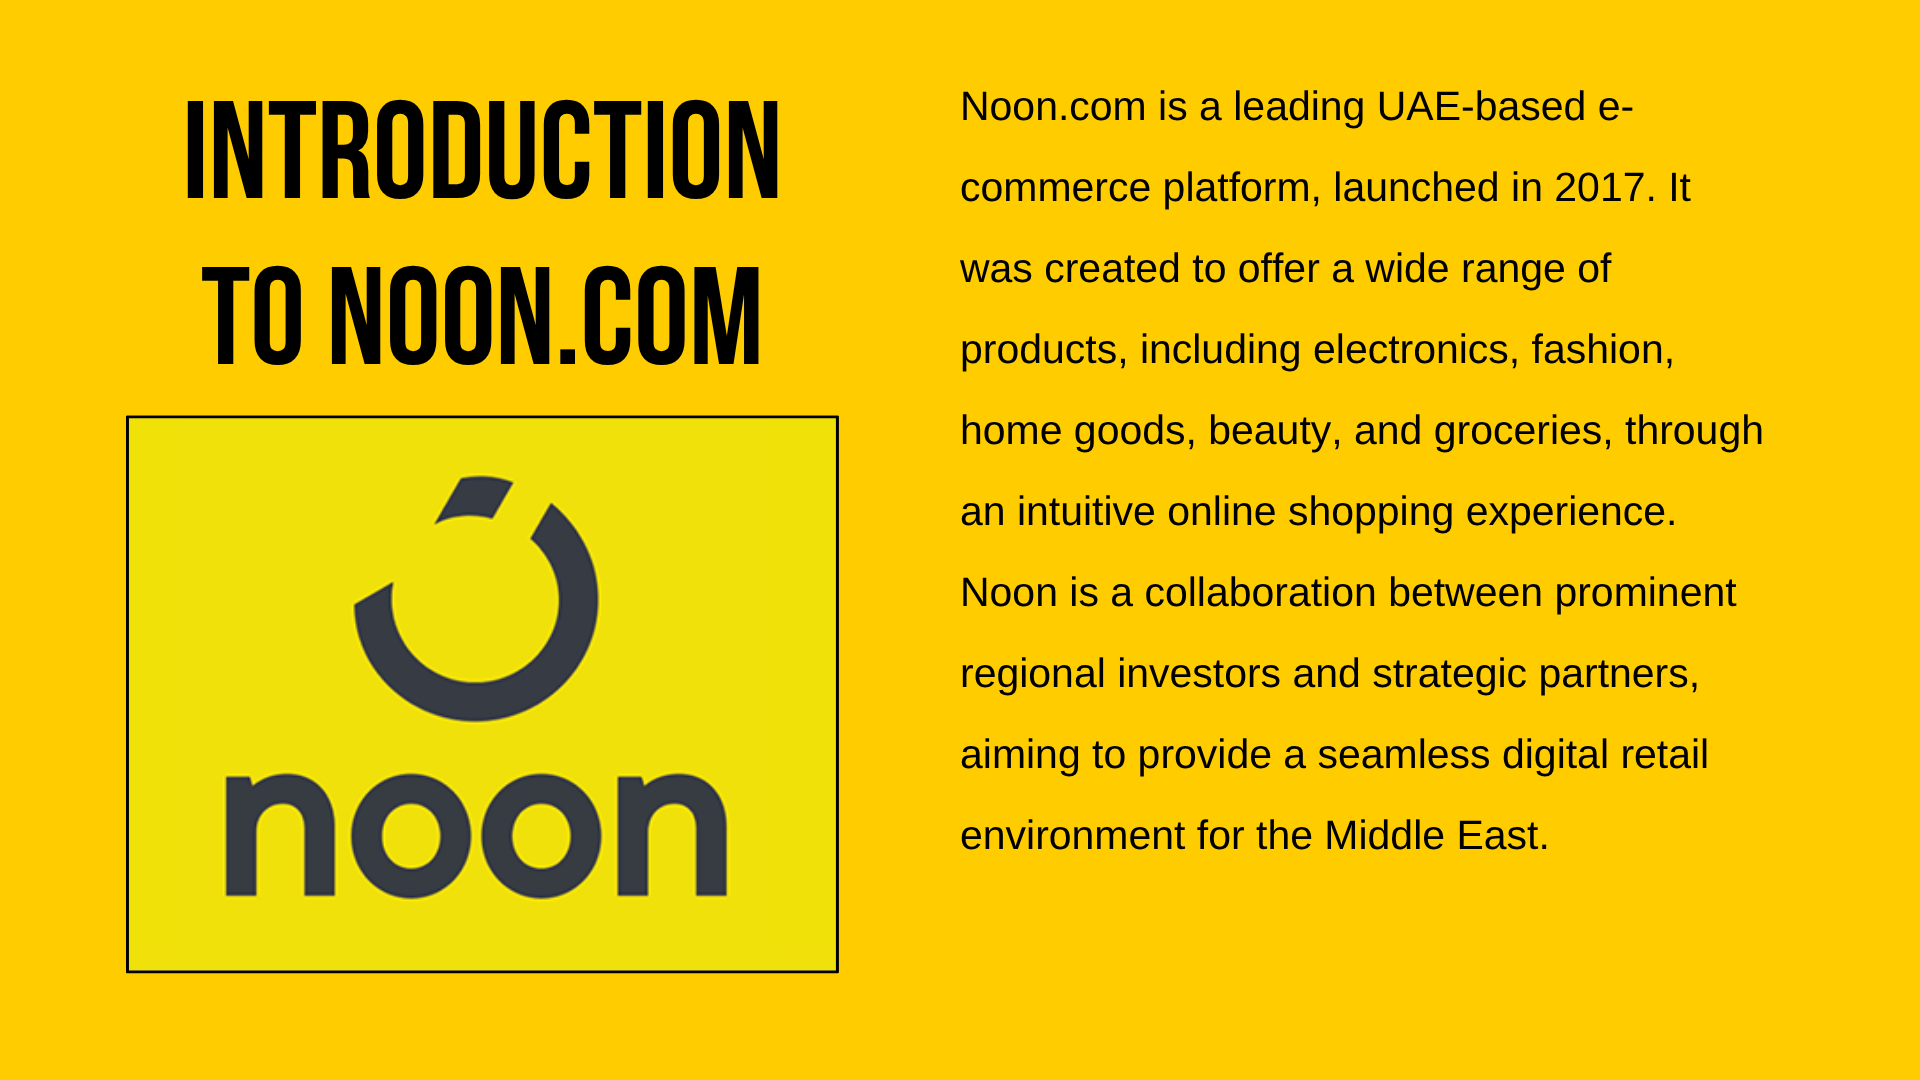 INTRODUCTION
TO NOON.COM
noon
Noon.com is a leading UAE-based e-
commerce platform, launched in 2017. It
was created to offer a wide range of
products, including electronics, fashion,
home goods, beauty, and groceries, through
an intuitive online shopping experience.
Noon is a collaboration between prominent
regional investors and strategic partners,
aiming to provide a seamless digital retail
environment for the Middle East.